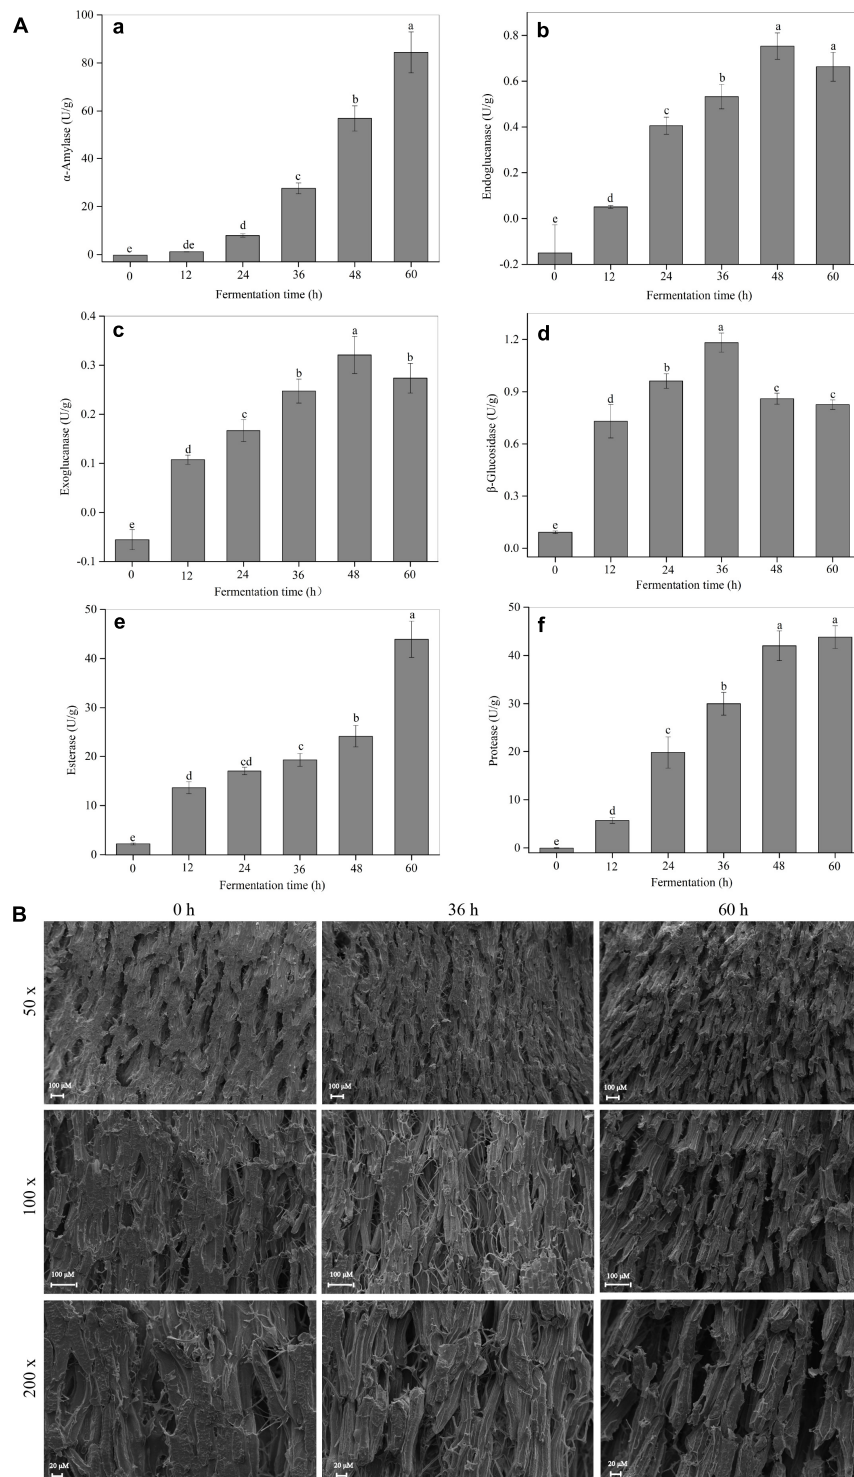 A
a
α-Amylase (U/g)
100
80
60
40
20
0
e
de
d
c
b
a
0 12 24 36 48 60
Fermentation time (h)
b
Endoglucanase (U/g)
0.8
0.6
0.4
0.2
0.0
-0.2
e
d
c
b
a
a
0 12 24 36 48 60
Fermentation time (h)
c
Exoglucanase (U/g)
0.4
0.3
0.2
0.1
0.0
-0.1
e
d
c
b
a
b
0 12 24 36 48 60
Fermentation time (h）
d
β-Glucosidase (U/g)
1.2
0.9
0.6
0.3
0.0
e
d
b
a
c
c
0 12 24 36 48 60
Fermentation time (h)
e
Esterase (U/g)
50
40
30
20
10
0
e
d
cd
c
b
a
0 12 24 36 48 60
Fermentation time (h)
f
Protease (U/g)
50
40
30
20
10
0
e
d
c
b
a
a
0 12 24 36 48 60
Fermentation (h)
B
0 h 36 h 60 h
50 x
100 μM 100 μM 100 μM
100 x
100 μM 100 μM 100 μM
200 x
20 μM 20 μM 20 μM